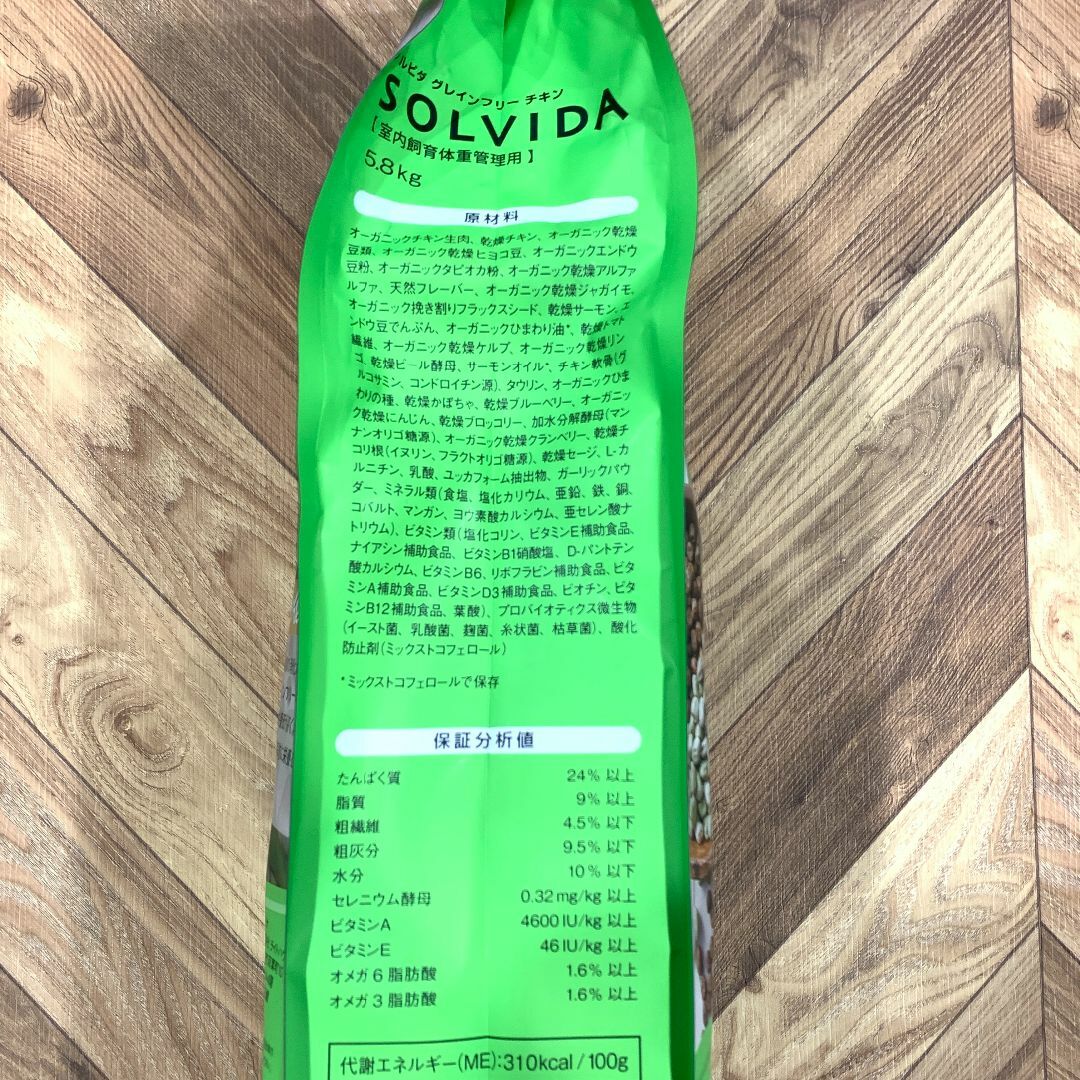 ルビダ グレインフリー チキン
SOLVIDA
【室内飼育体重管理用】
5.8kg
原材料
オーガニックチキン生肉、乾燥チキン、オーガニック乾燥
豆類、オーガニック乾燥ヒヨコ豆、オーガニックエンドウ
豆粉、オーガニックタピオカ粉、オーガニック乾燥アルファ
ルファ、天然フレーバー、オーガニック乾燥ジャガイモ、
オーガニック挽き割りフラックスシード、乾燥サーモン、エ
ンドウ豆でんぷん、オーガニックひまわり油*、乾燥トマト
繊維、オーガニック乾燥ケルプ、オーガニック乾燥リン
ゴ、乾燥ビール酵母、サーモンオイル*、チキン軟骨(グ
ルコサミン、コンドロイチン源)、タウリン、オーガニックひま
わりの種、乾燥かぼちゃ、乾燥ブルーベリー、オーガニッ
ク乾燥にんじん、乾燥ブロッコリー、加水分解酵母(マン
ナンオリゴ糖源)、オーガニック乾燥クランベリー、乾燥チ
コリ根(イヌリン、フラクトオリゴ糖源)、乾燥セージ、L-カ
ルニチン、乳酸、ユッカフォーム抽出物、ガーリックパウ
ダー、ミネラル類(食塩、塩化カリウム、亜鉛、鉄、銅、
コバルト、マンガン、ヨウ素酸カルシウム、亜セレン酸ナ
トリウム)、ビタミン類(塩化コリン、ビタミンE補助食品、
ナイアシン補助食品、ビタミンB1硝酸塩、D-パントテン
酸カルシウム、ビタミンB6、リボフラビン補助食品、ビタ
ミンA補助食品、ビタミンD3補助食品、ビオチン、ビタ
ミンB12補助食品、葉酸)、プロバイオティクス微生物
(イースト菌、乳酸菌、麹菌、糸状菌、枯草菌)、酸化
防止剤(ミックストコフェロール)
*ミックストコフェロールで保存
保証分析値
たんぱく質 24% 以上
脂質 9% 以上
粗繊維 4.5% 以下
粗灰分 9.5% 以下
水分 10% 以下
セレニウム酵母 0.32mg/kg 以上
ビタミンA 4600IU/kg 以上
ビタミンE 46IU/kg 以上
オメガ6脂肪酸 1.6% 以上
オメガ3脂肪酸 1.6% 以上
代謝エネルギー(ME):310kcal/100g